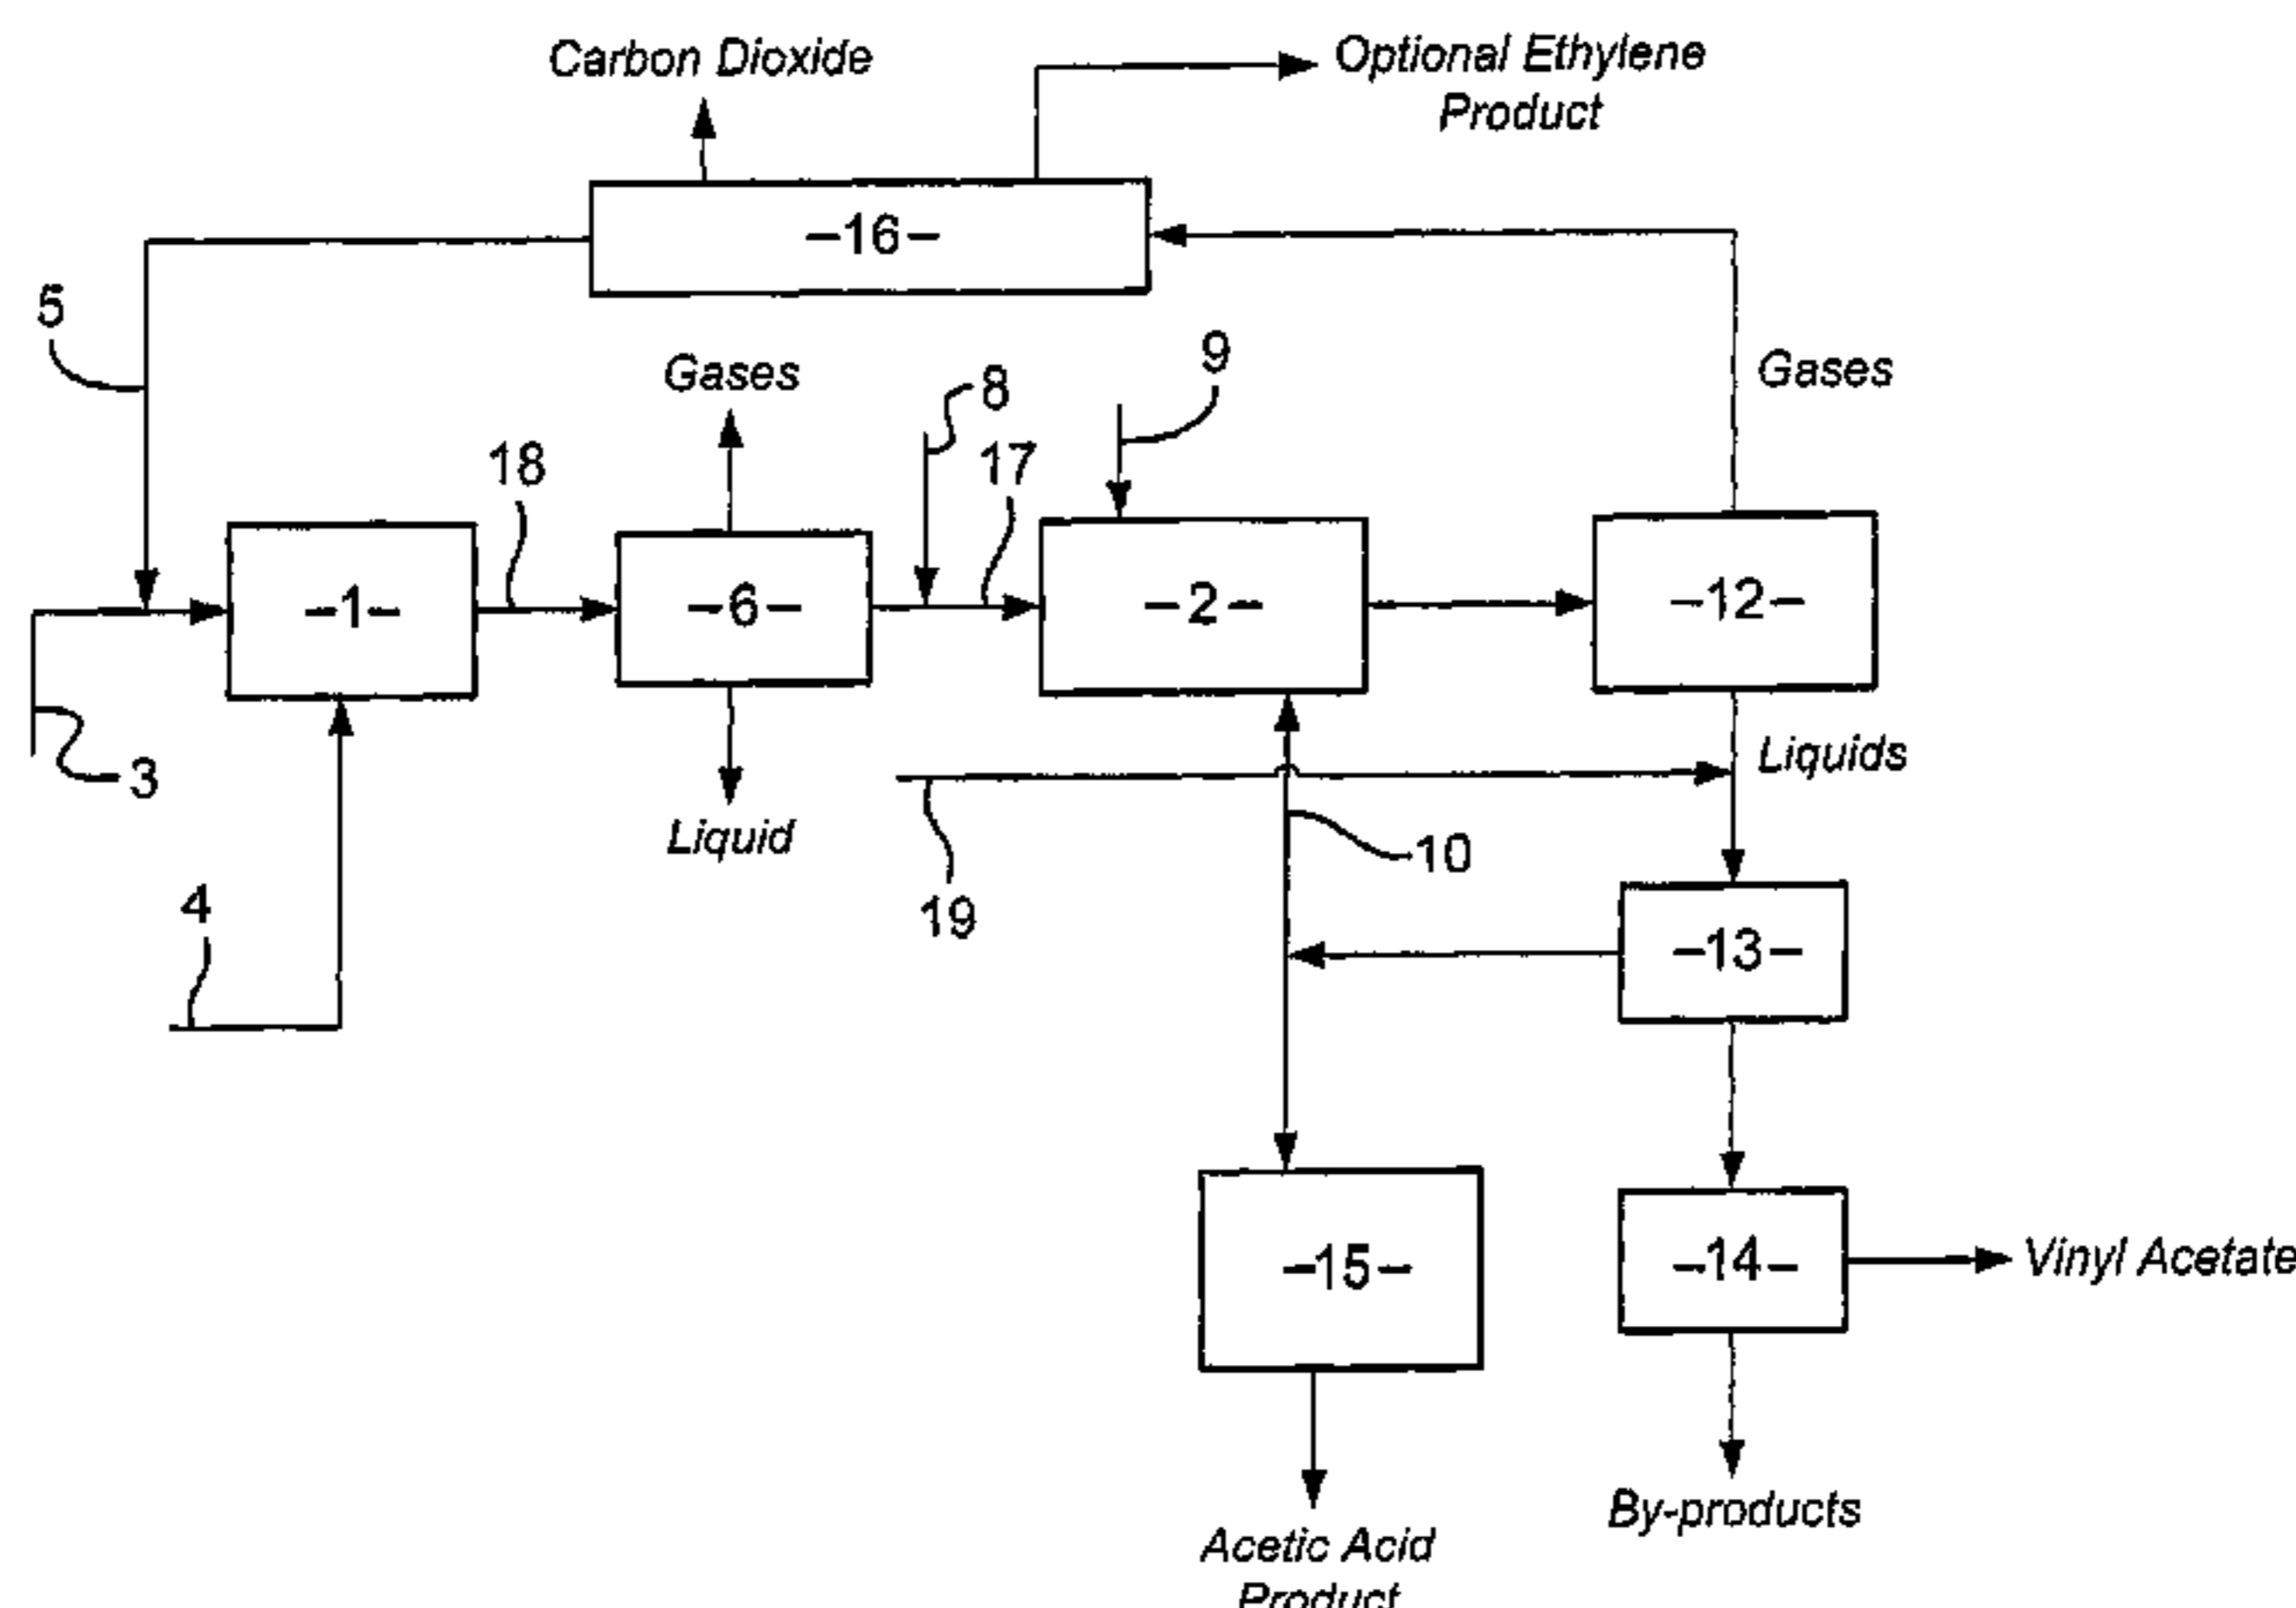 Carbon Dioxide
Optional Ethylene
Product
–16–
5
Gases
8
9
Gases
18
17
–1–
–6–
–2–
–12–
3
Liquids
Liquid
10
4
19
–13–
–15–
–14–
Vinyl Acetate
By-products
Acetic Acid
Product